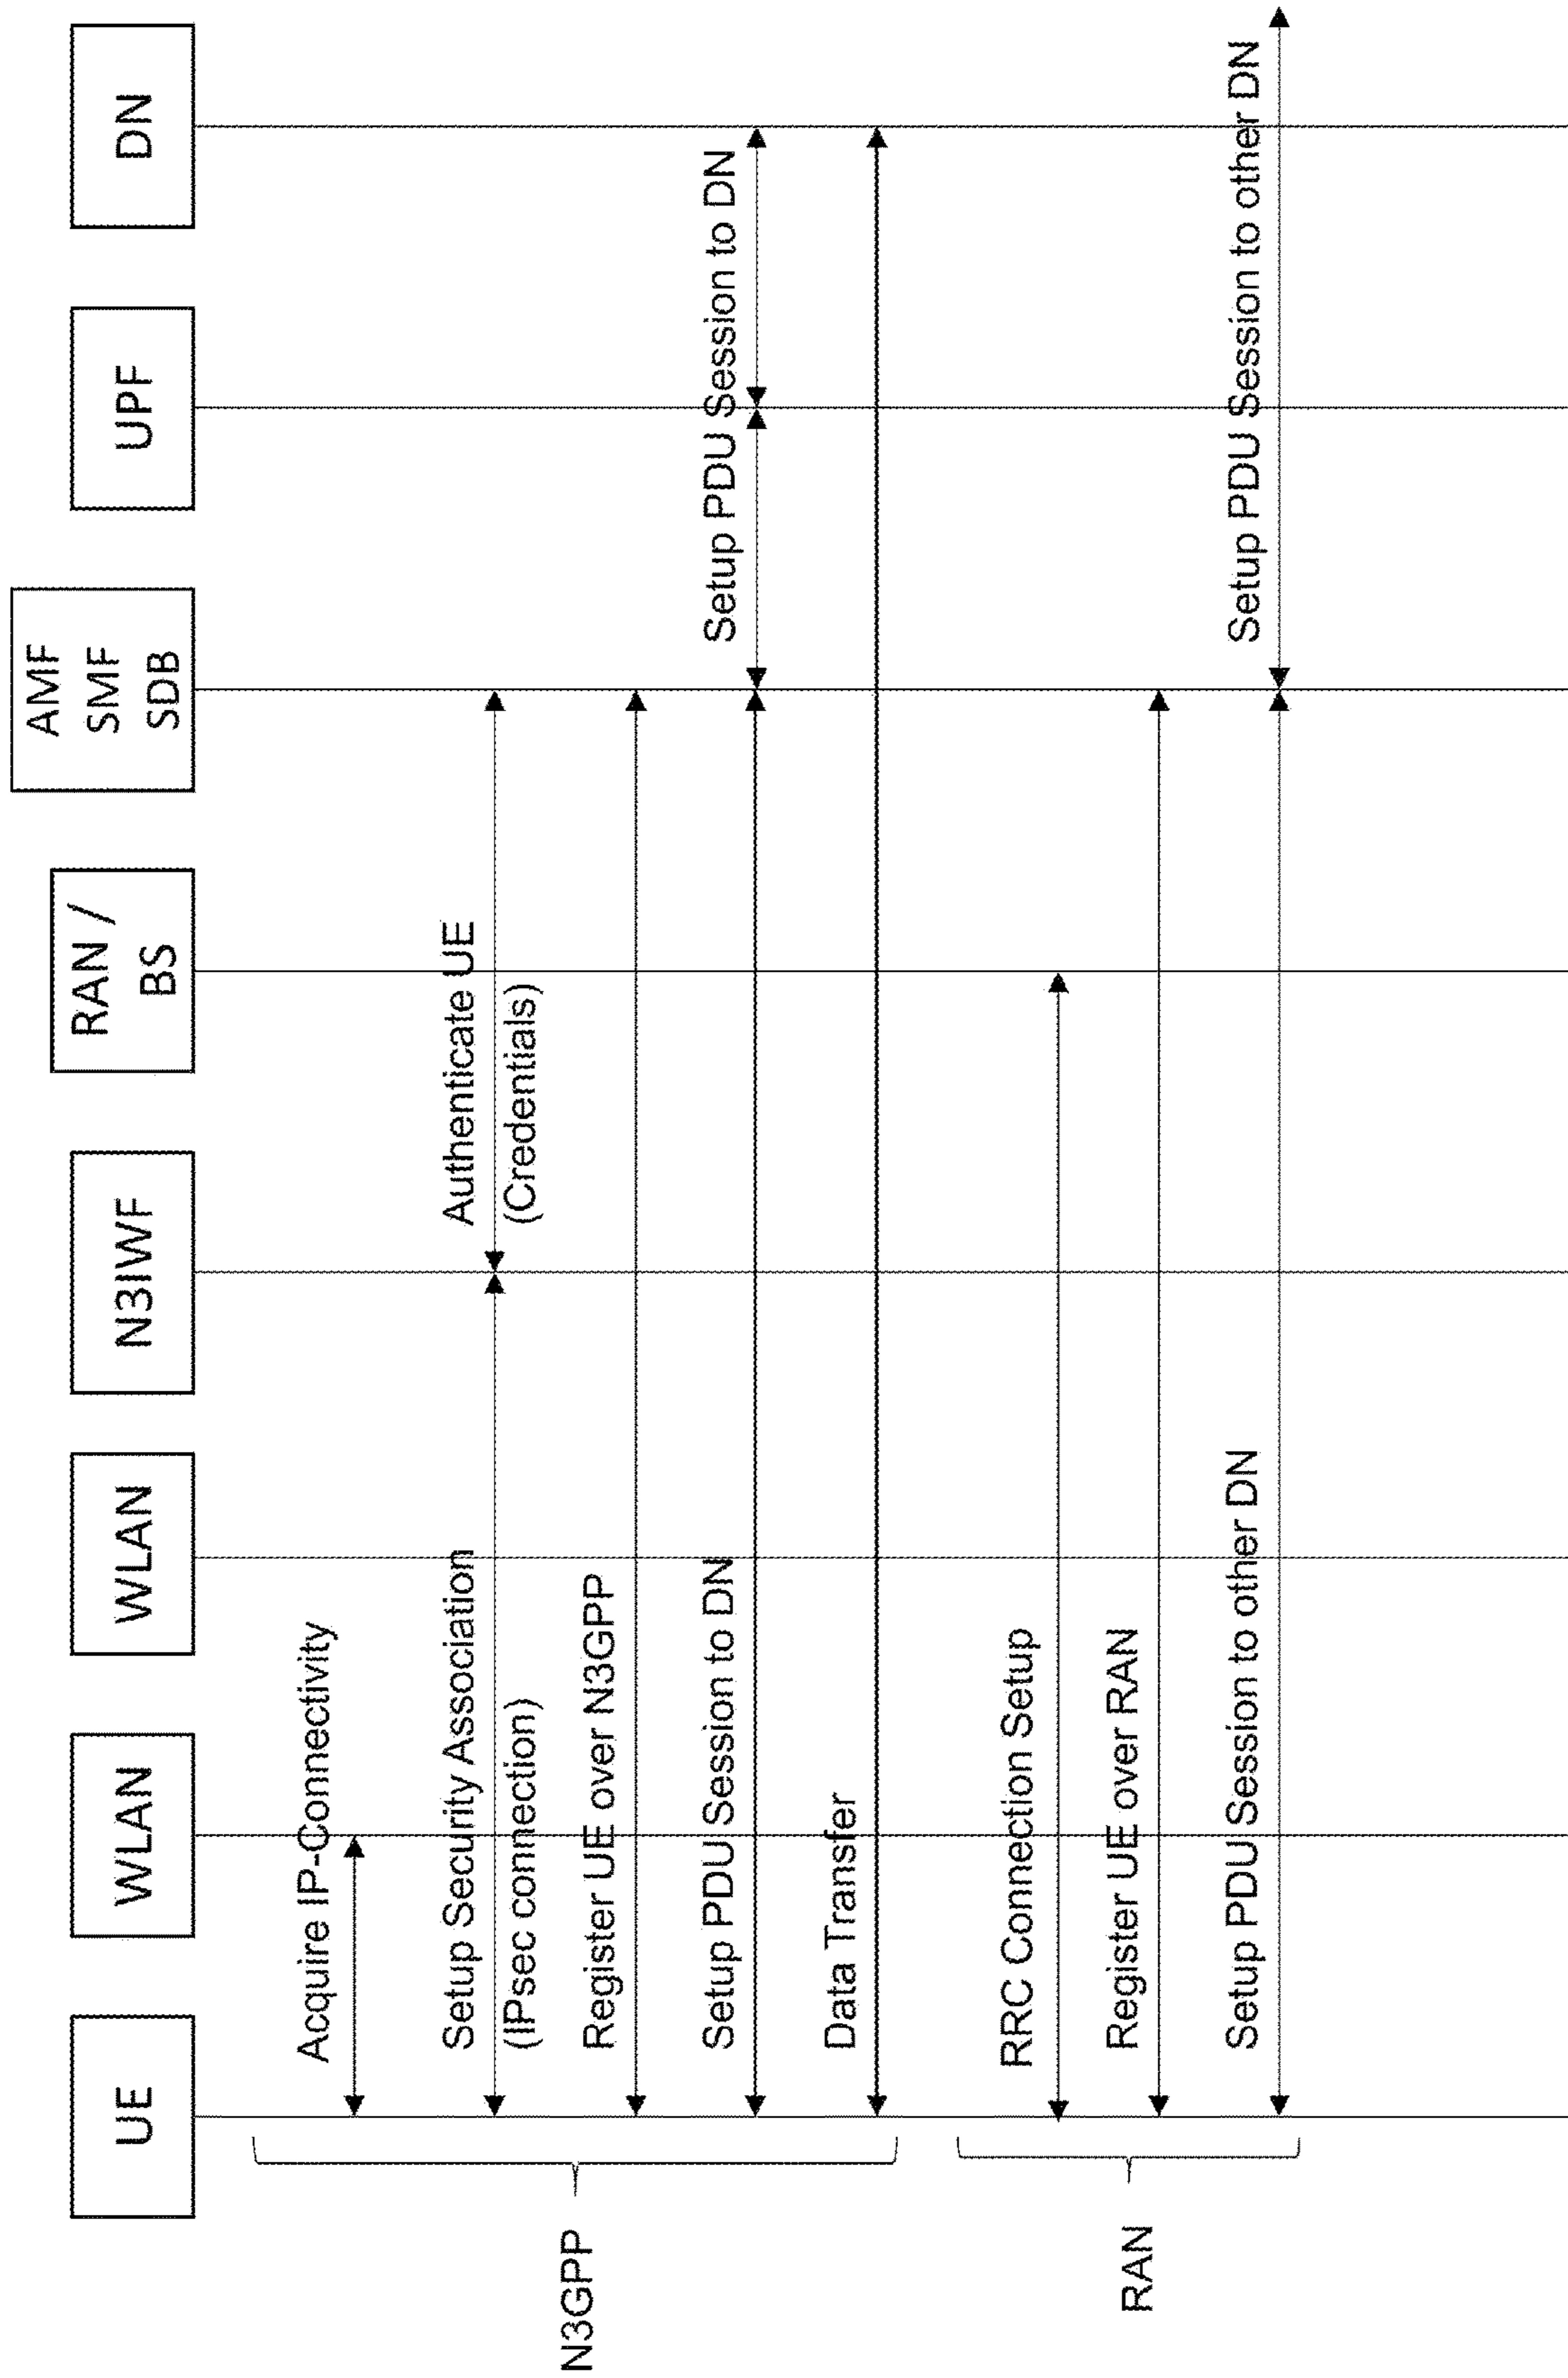 UE
WLAN
WLAN
N3IWF
RAN /
BS
AMF
SMF
SDB
UPF
DN
N3GPP
Acquire IP-Connectivity
Setup Security Association
(IPsec connection)
Authenticate UE
(Credentials)
Register UE over N3GPP
Setup PDU Session to DN
Setup PDU Session to DN
Data Transfer
RAN
RRC Connection Setup
Register UE over RAN
Setup PDU Session to other DN
Setup PDU Session to other DN